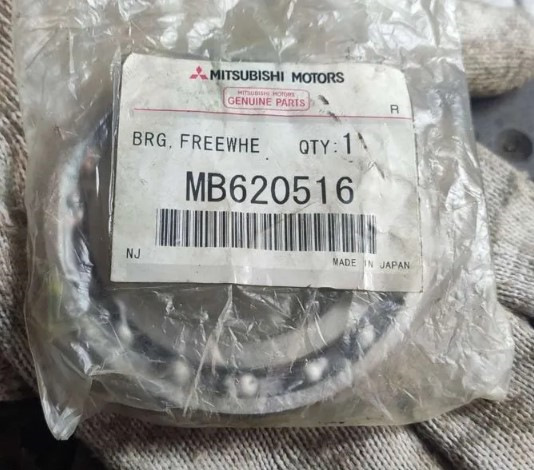 MITSUBISHI MOTORS
MITSUBISHI MOTORS
GENUINE PARTS
R
BRG, FREEWHE QTY: 1
MB620516
NJ MADE IN JAPAN